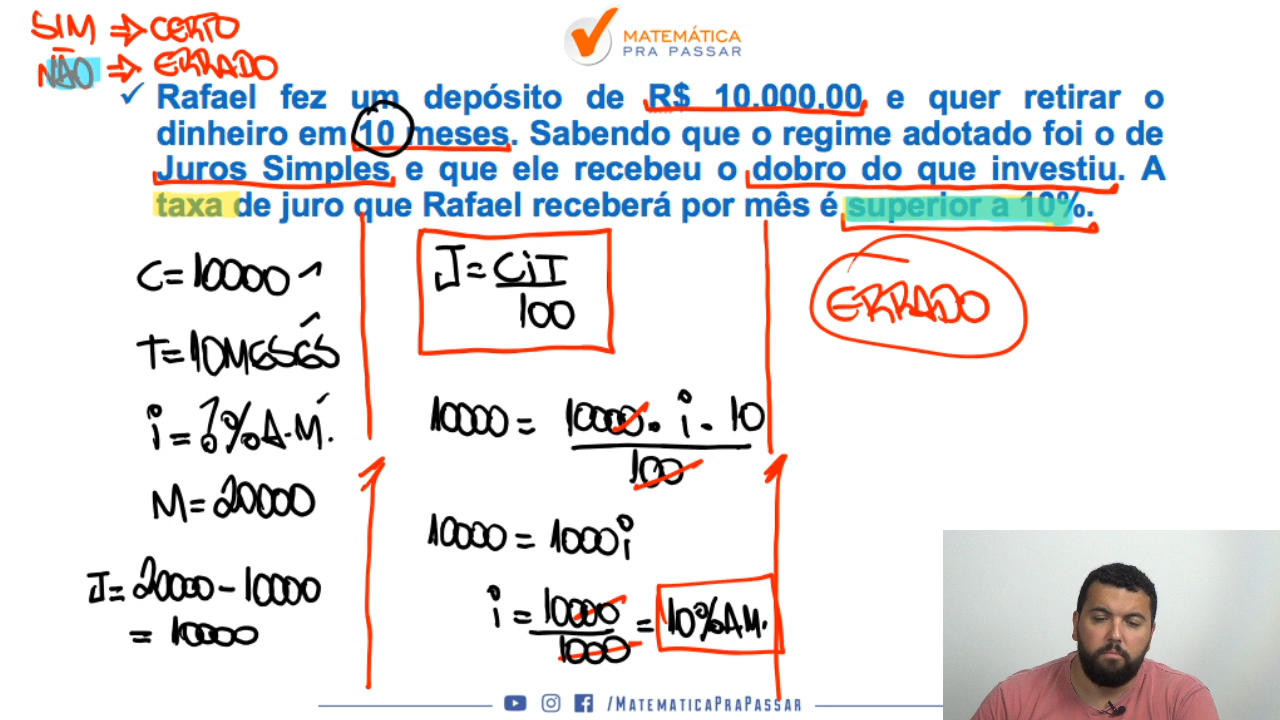 SIM ⇒ CERTO
NÃO ⇒ ERRADO
MATEMÁTICA
PRA PASSAR
✓ Rafael fez um depósito de R$ 10.000,00 e quer retirar o
dinheiro em 10 meses. Sabendo que o regime adotado foi o de
Juros Simples e que ele recebeu o dobro do que investiu. A
taxa de juro que Rafael receberá por mês é superior a 10%.
C=10000
T=10MESES
i=?%A.M.
M=20000
J=20000-10000
= 10000
J=CiT
100
10000 = 10000. i. 10
100
10000 = 1000i
i = 10000 = 10%A.M.
1000
ERRADO
/MATEMATICAPRAPASSAR